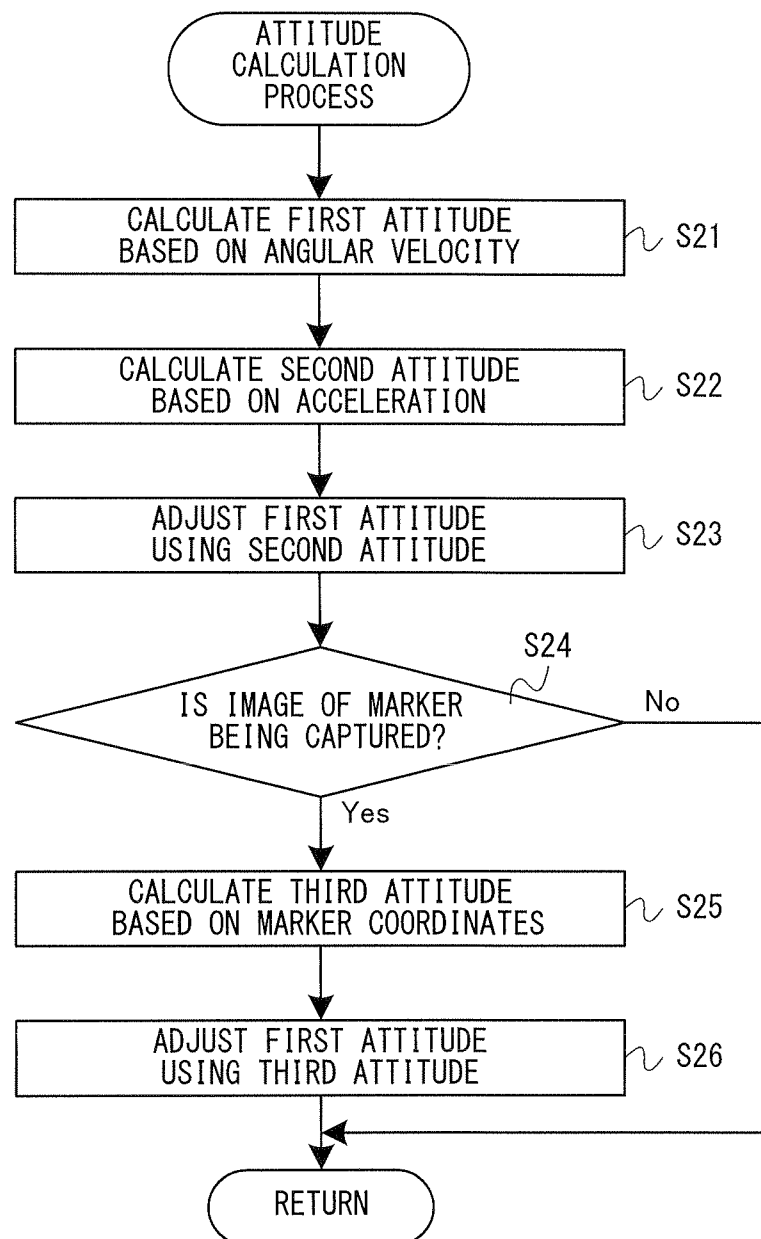 ATTITUDE
CALCULATION
PROCESS
CALCULATE FIRST ATTITUDE
BASED ON ANGULAR VELOCITY
S21
CALCULATE SECOND ATTITUDE
BASED ON ACCELERATION
S22
ADJUST FIRST ATTITUDE
USING SECOND ATTITUDE
S23
S24
IS IMAGE OF MARKER
BEING CAPTURED?
No
Yes
CALCULATE THIRD ATTITUDE
BASED ON MARKER COORDINATES
S25
ADJUST FIRST ATTITUDE
USING THIRD ATTITUDE
S26
RETURN